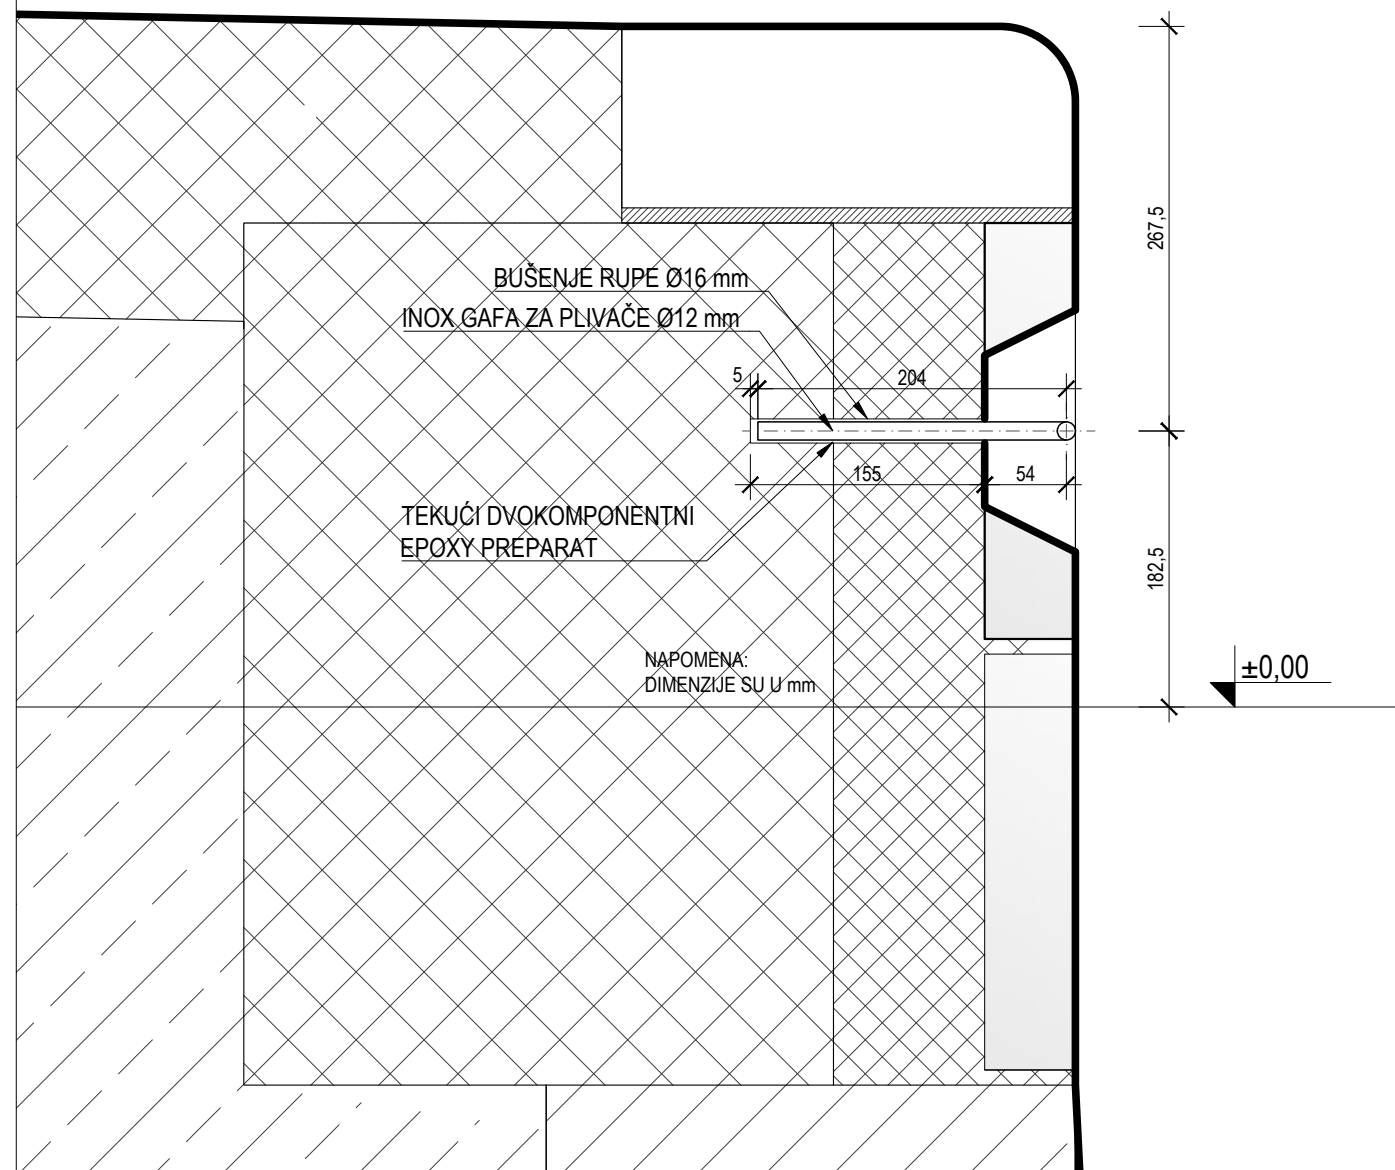 267,5
BUŠENJE RUPE Ø16 mm
INOX GAFA ZA PLIVAČE Ø12 mm
5
204
155
54
TEKUĆI DVOKOMPONENTNI
EPOXY PREPARAT
182,5
NAPOMENA:
DIMENZIJE SU U mm
±0,00